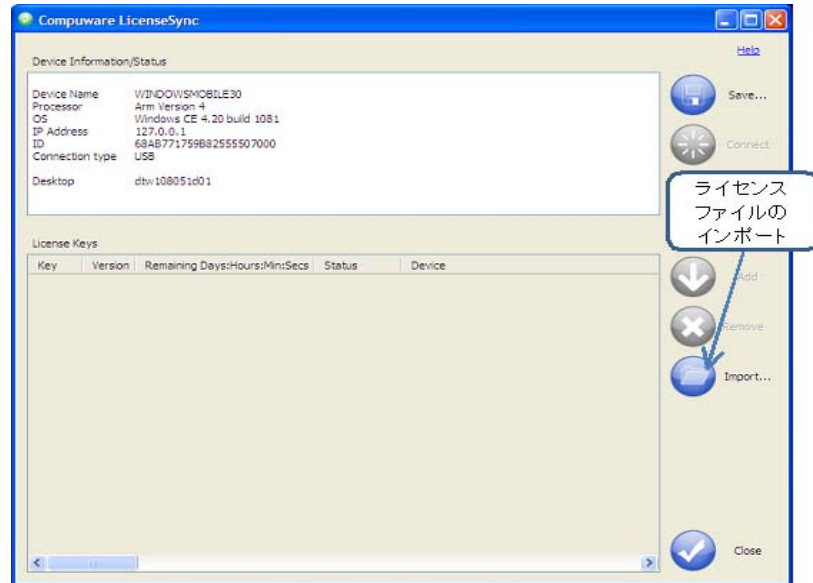 Compuware LicenseSync
Help
Device Information/Status
Device Name WINDOWSMOBILE30
Processor Arm Version 4
OS Windows CE 4.20 build 1081
IP Address 127.0.0.1
ID 68AB771759B82555507000
Connection type USB
Desktop dtw108051d01
Save...
Connect
ライセンス
ファイルの
インポート
License Keys
Key Version Remaining Days:Hours:Min:Secs Status Device
Add
Remove
Import...
Close